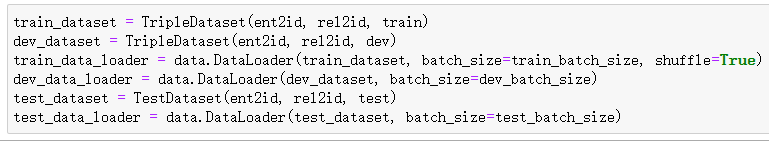 train_dataset = TripleDataset(ent2id, rel2id, train)
dev_dataset = TripleDataset(ent2id, rel2id, dev)
train_data_loader = data.DataLoader(train_dataset, batch_size=train_batch_size, shuffle=True)
dev_data_loader = data.DataLoader(dev_dataset, batch_size=dev_batch_size)
test_dataset = TestDataset(ent2id, rel2id, test)
test_data_loader = data.DataLoader(test_dataset, batch_size=test_batch_size)